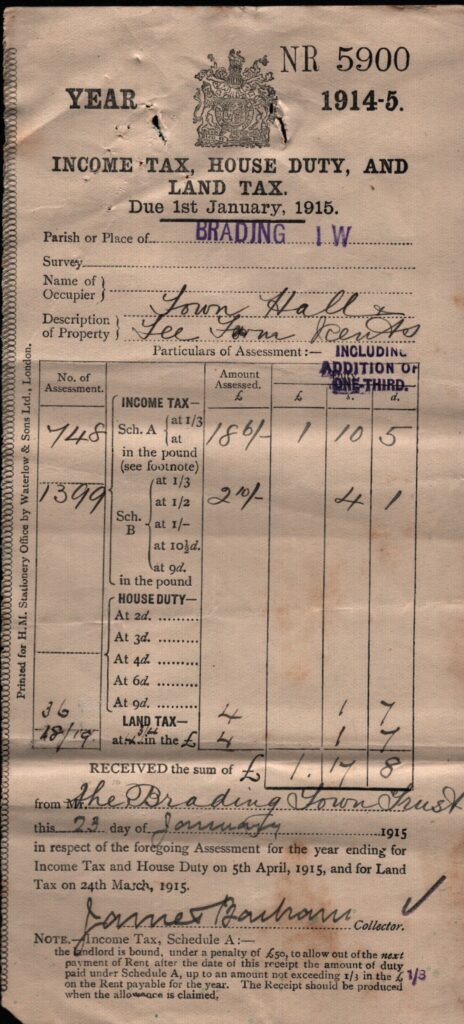 NR 5900
YEAR 1914-5.
INCOME TAX, HOUSE DUTY, AND
LAND TAX.
Due 1st January, 1915.
Parish or Place of BRADING I W
Survey
Name of Occupier } Town Hall &
Description of Property } Fee Farm Rents
Particulars of Assessment:— INCLUDING
ADDITION OF
ONE-THIRD.
No. of Assessment. Amount Assessed. £ £ s. d.
INCOME TAX—
748 Sch. A { at 1/3 18 6/- 1 10 5
at
in the pound
(see footnote)
1399 at 1/3
Sch. B { at 1/2 2 10/- 4 1
at 1/-
at 10½d.
at 9d.
in the pound
HOUSE DUTY—
At 2d.
At 3d.
At 4d.
At 6d.
At 9d.
36 LAND TAX— 4 1 7
18/19 at in the £ 4 1 7
RECEIVED the sum of £ 1. 17 8
from Mr. The Brading Town Trust
this 23 day of January 1915
in respect of the foregoing Assessment for the year ending for
Income Tax and House Duty on 5th April, 1915, and for Land
Tax on 24th March, 1915.
James Collector.
NOTE.—Income Tax, Schedule A:—
the landlord is bound, under a penalty of £50, to allow out of the next
payment of Rent after the date of this receipt the amount of duty
paid under Schedule A, up to an amount not exceeding 1/3 in the £ 1/3
on the Rent payable for the year. The Receipt should be produced
when the allowance is claimed,
Printed for H.M. Stationery Office by Waterlow & Sons Ltd., London.